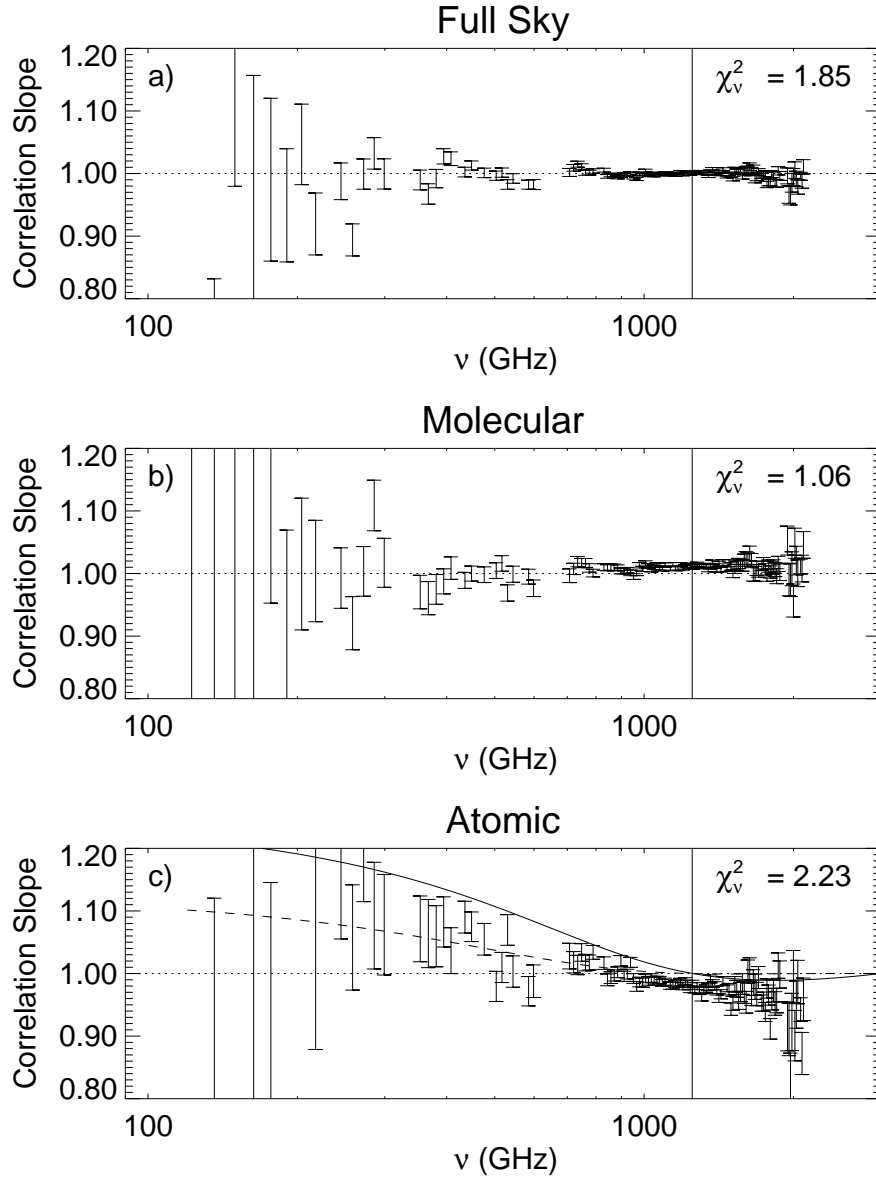 Full Sky
a)
χ²ν = 1.85
Correlation Slope
1.20
1.10
1.00
0.90
0.80
100
1000
ν (GHz)
Molecular
b)
χ²ν = 1.06
Correlation Slope
1.20
1.10
1.00
0.90
0.80
100
1000
ν (GHz)
Atomic
c)
χ²ν = 2.23
Correlation Slope
1.20
1.10
1.00
0.90
0.80
100
1000
ν (GHz)